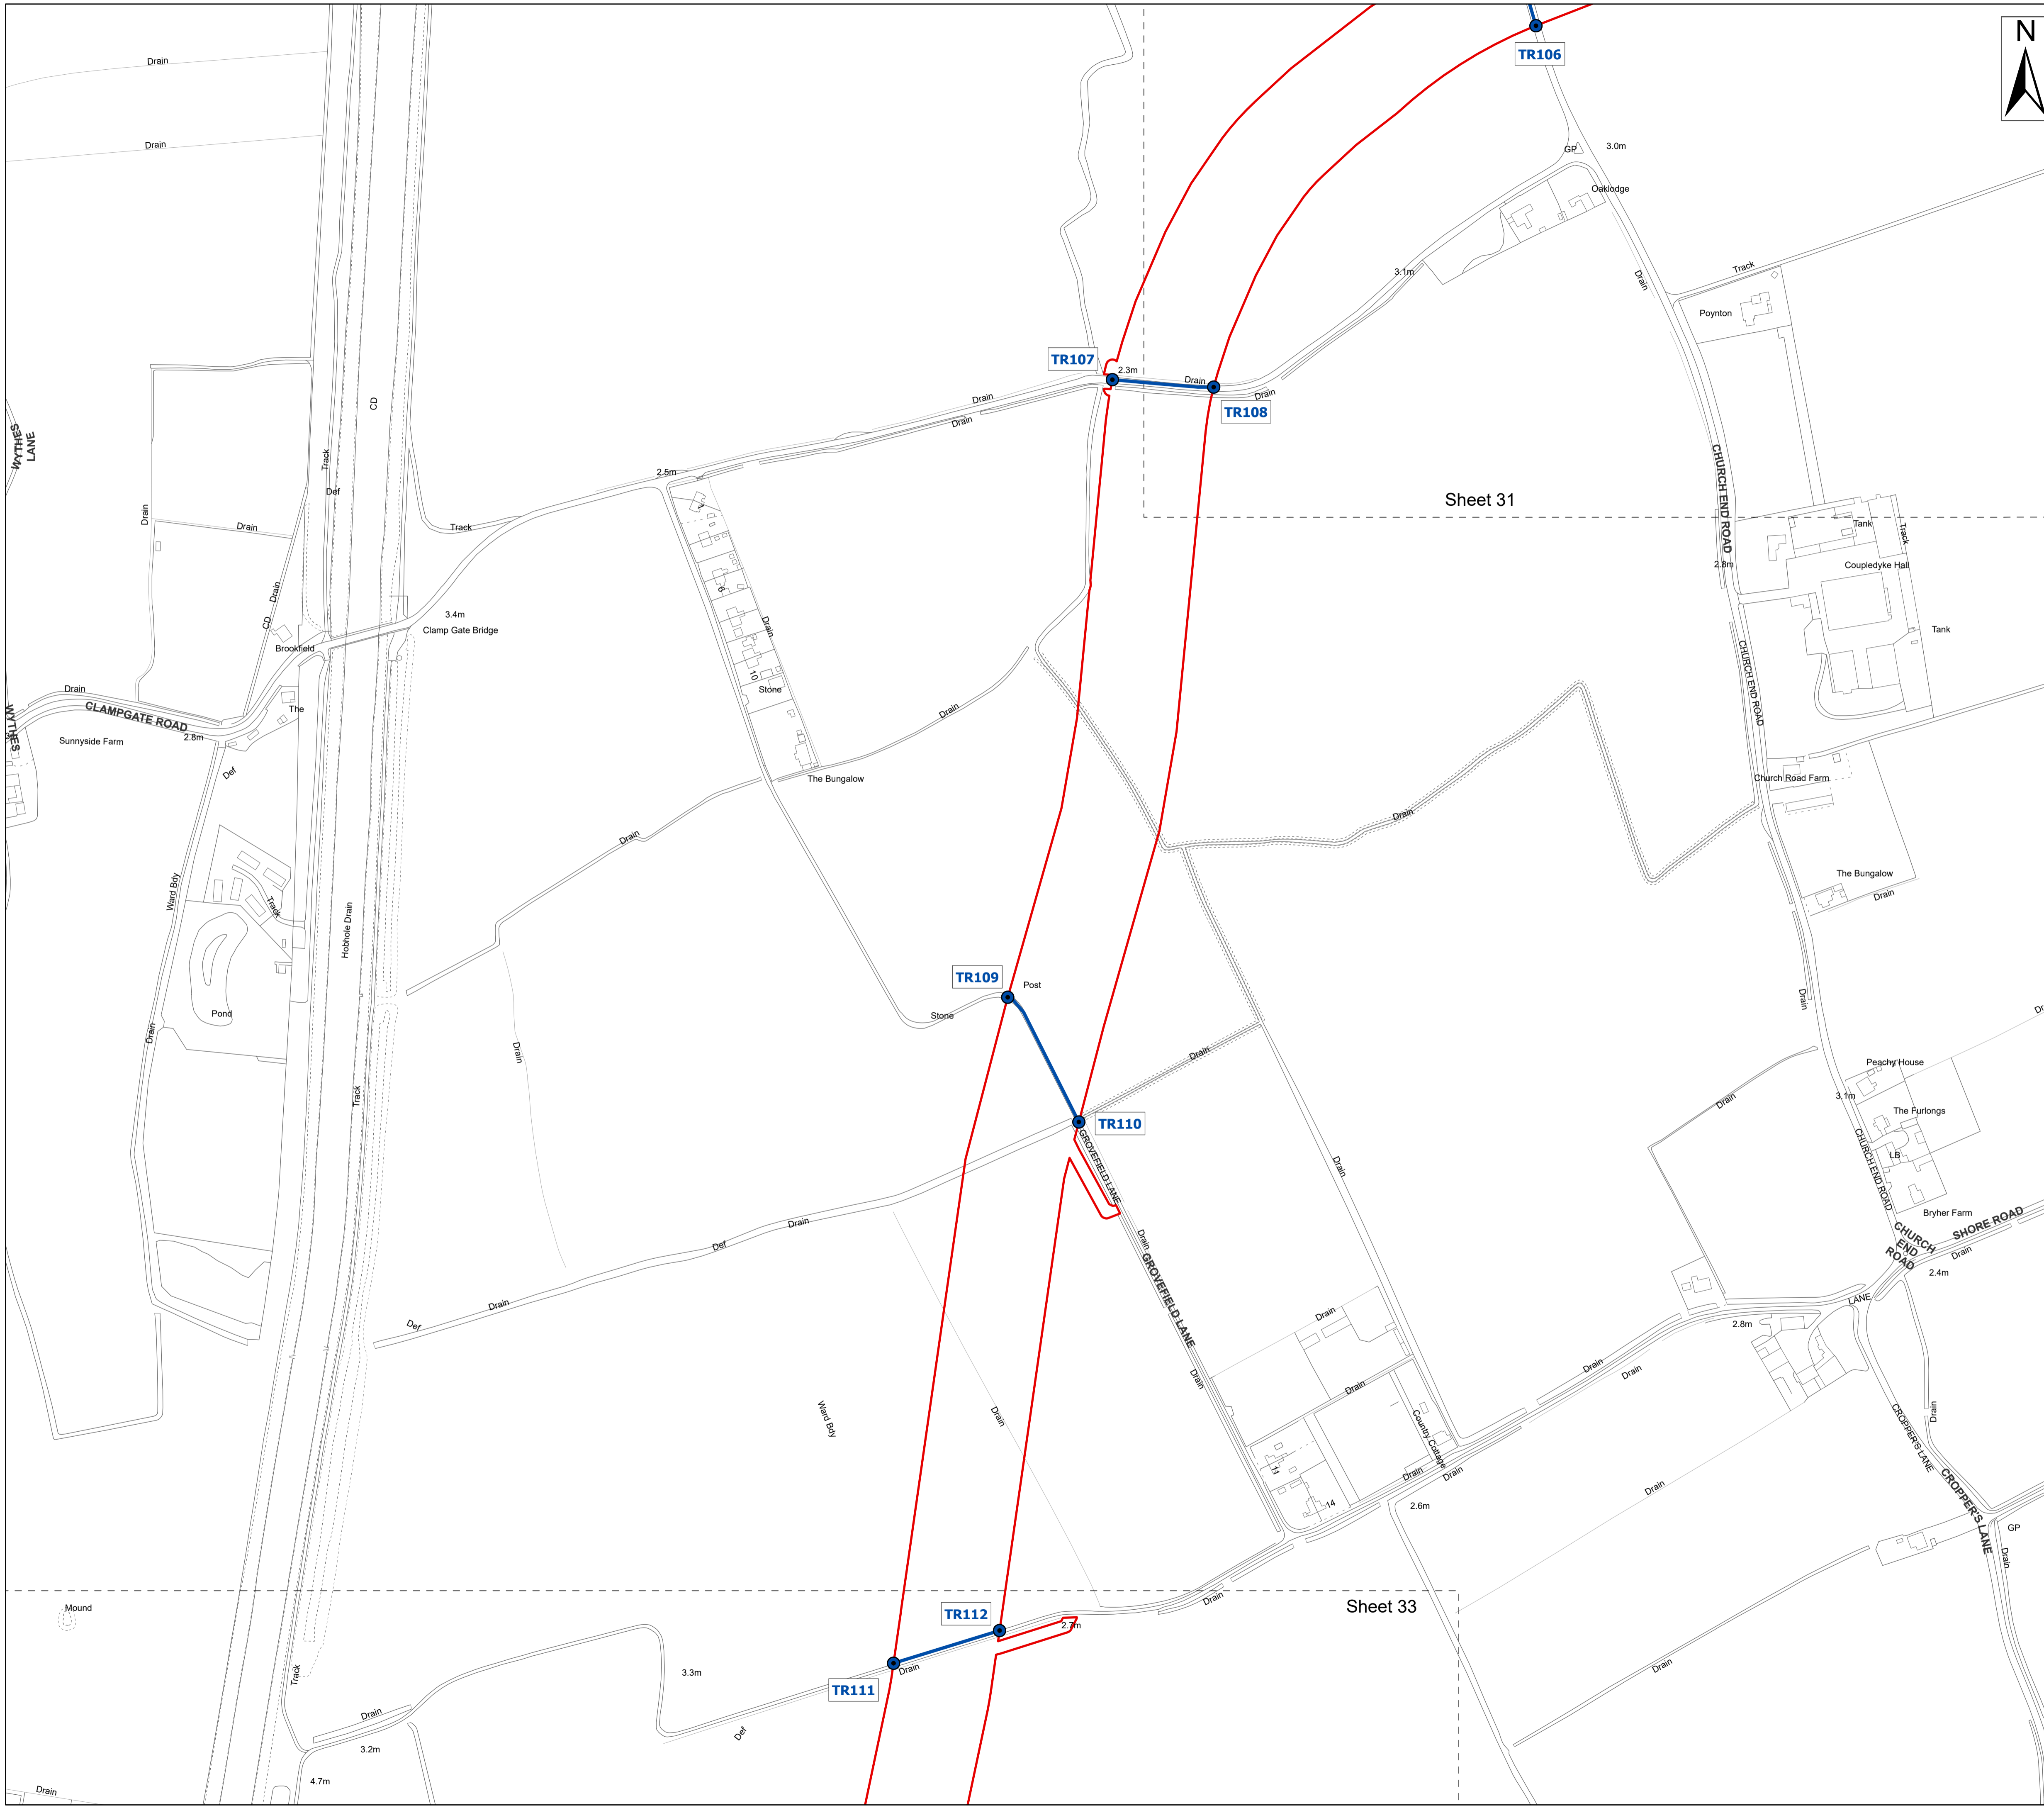 N
TR106
Drain
Drain
GP
3.0m
Oaklodge
Drain
3.1m
Track
Poynton
TR107
2.3m
Drain
TR108
Drain
Drain
Drain
CD
WYTHES
LANE
Track
Def
2.5m
Sheet 31
CHURCH END ROAD
Track
Drain
Drain
Tank
Track
2.8m
Coupledyke Hall
6
Drain
CD
3.4m
Clamp Gate Bridge
Drain
Tank
Brookfield
10
Stone
CHURCH END ROAD
Drain
CLAMPGATE ROAD
The
Drain
WYTHES
Sunnyside Farm
2.8m
Def
The Bungalow
Church Road Farm
Drain
Drain
Ward Bdy
Track
Hobhole Drain
The Bungalow
Drain
TR109
Post
Pond
Stone
Drain
Drain
Drain
Drain
Track
Peachy House
3.1m
Drain
The Furlongs
TR110
GROVEFIELD LANE
Drain
CHURCH END ROAD
LB
Bryher Farm
Drain
Def
Drain
SHORE ROAD
CHURCH
END
ROAD
Drain
2.4m
GROVEFIELD LANE
Drain
Def
LANE
Drain
2.8m
Drain
Drain
Drain
Drain
Ward Bdy
Drain
Country Cottage
CROPPER'S LANE
Drain
11
Drain
Drain
14
2.6m
Drain
CROPPER'S LANE
GP
Drain
Mound
Drain
Sheet 33
TR112
2.7m
Track
3.3m
Drain
TR111
Drain
Drain
Def
3.2m
4.7m
Drain